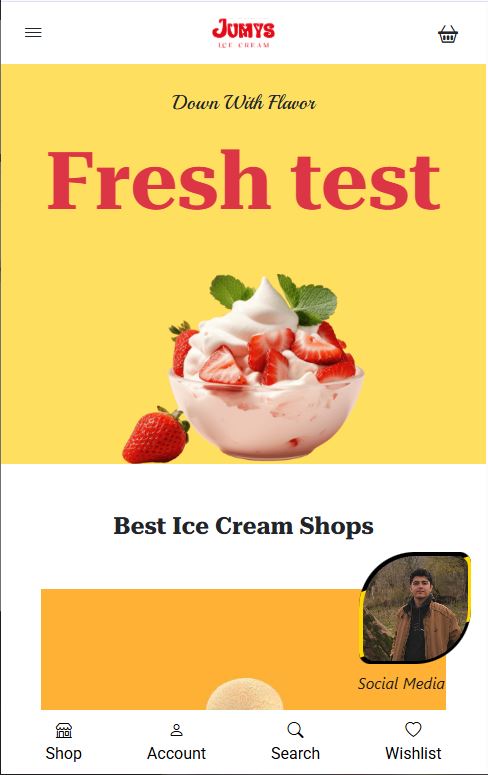 JUMYS
ICE CREAM
Down With Flavor
Fresh test
Best Ice Cream Shops
Social Media
Shop
Account
Search
Wishlist